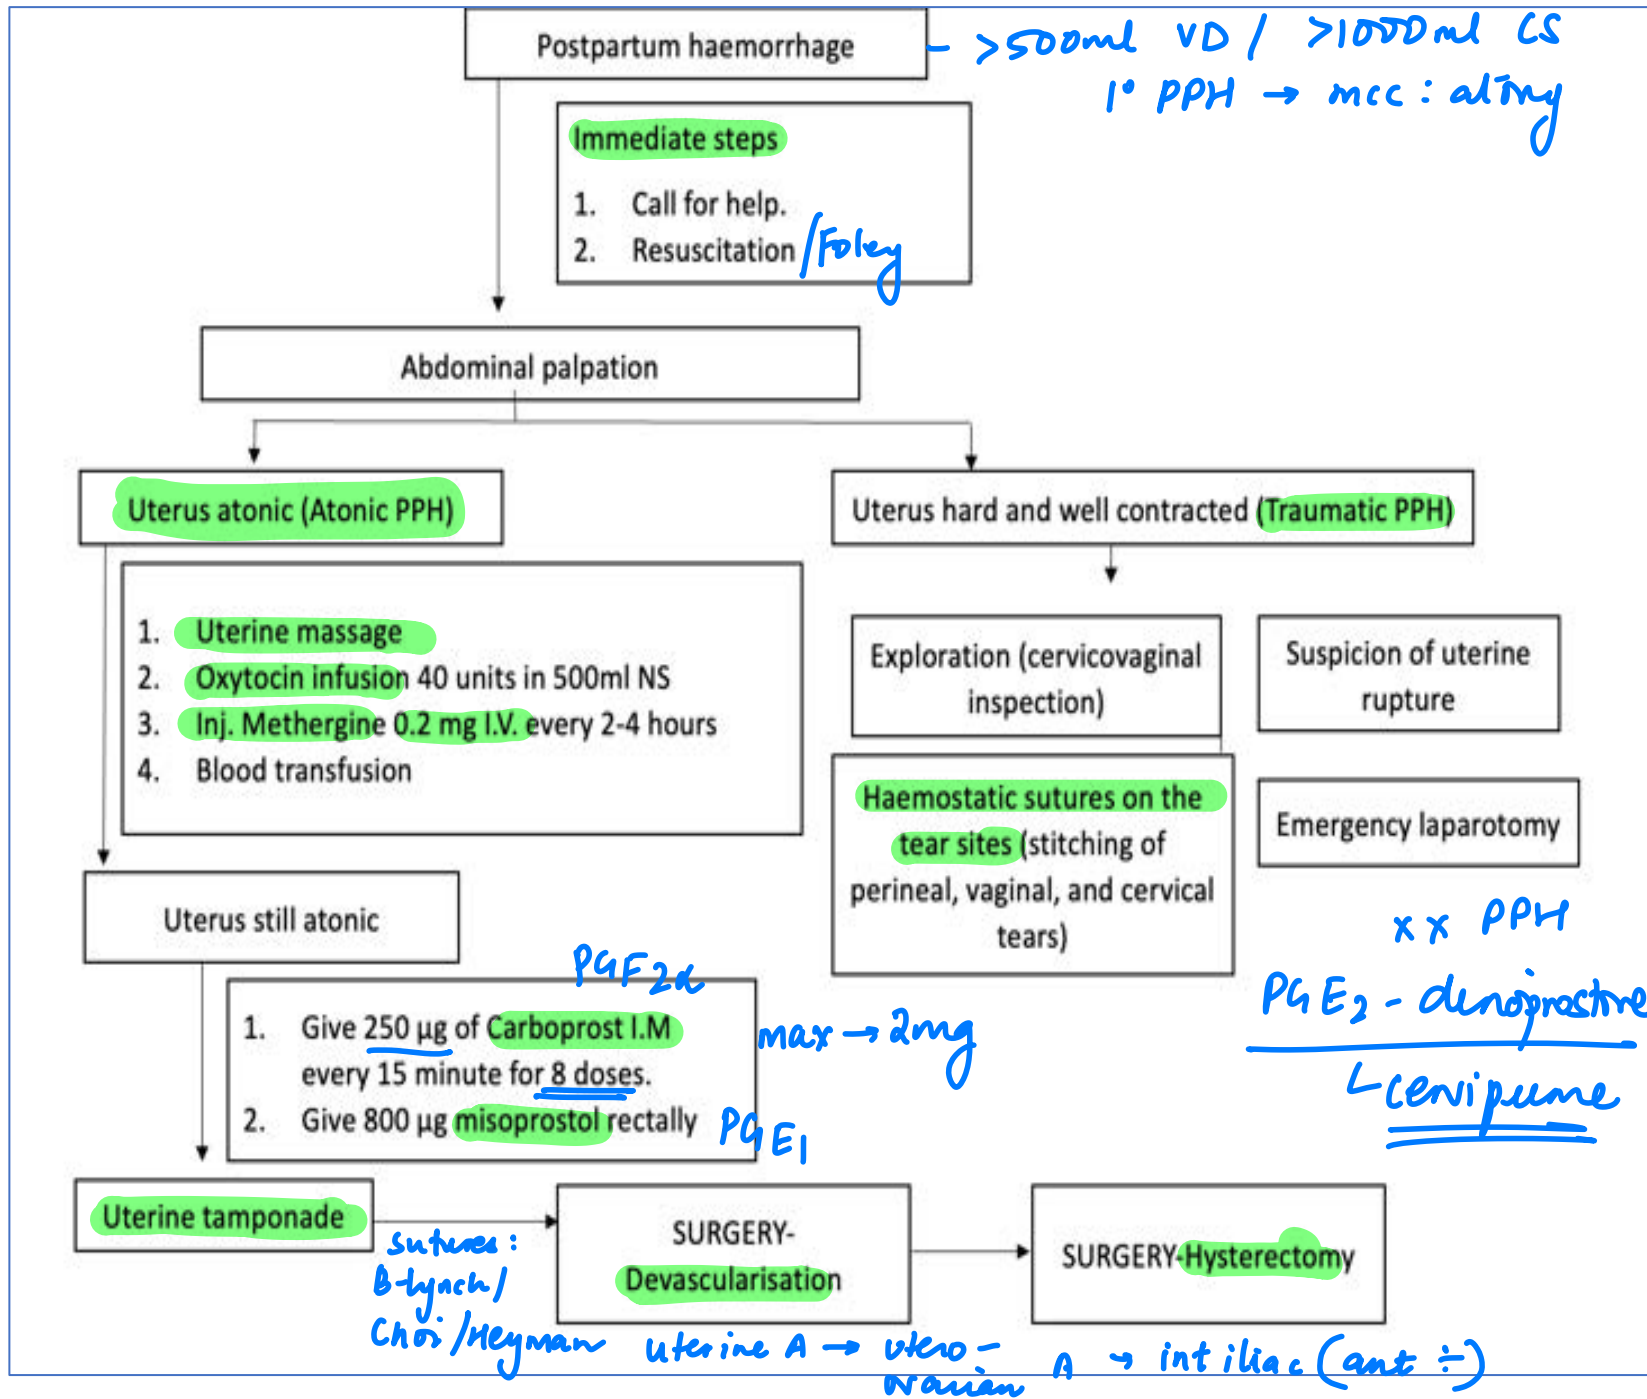 Postpartum haemorrhage - >500ml VD / >1000ml CS
1° PPH → mcc : atony
Immediate steps
1. Call for help.
2. Resuscitation /Foley
Abdominal palpation
Uterus atonic (Atonic PPH)
Uterus hard and well contracted (Traumatic PPH)
1. Uterine massage
2. Oxytocin infusion 40 units in 500ml NS
3. Inj. Methergine 0.2 mg I.V. every 2-4 hours
4. Blood transfusion
Exploration (cervicovaginal
inspection)
Suspicion of uterine
rupture
Haemostatic sutures on the
tear sites (stitching of
perineal, vaginal, and cervical
tears)
Emergency laparotomy
Uterus still atonic
xx PPH
PGE2 - dinoprostone
cervipume
PGF2α
1. Give 250 µg of Carboprost I.M
every 15 minute for 8 doses.
max → 2mg
2. Give 800 µg misoprostol rectally PGE1
Uterine tamponade
sutures:
B-Lynch/
Choi/Heyman
SURGERY-
Devascularisation
SURGERY-Hysterectomy
uterine A → utero-
ovarian A → int iliac (ant ÷)